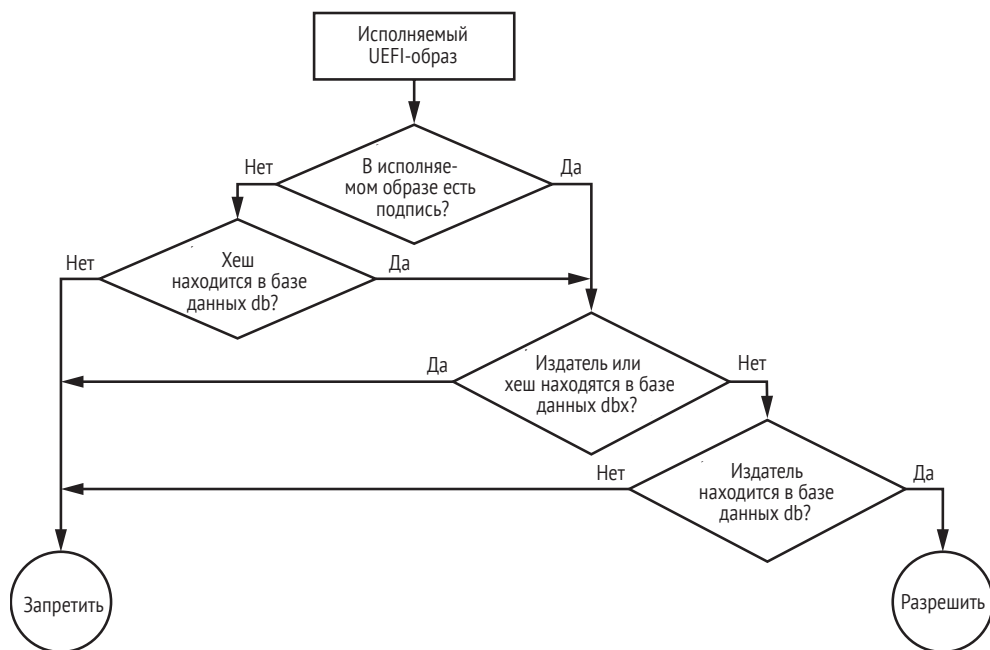 Исполняемый
UEFI-образ
Нет
В исполняе-
мом образе есть
подпись?
Да
Нет
Хеш
находится в базе
данных db?
Да
Да
Издатель или
хеш находятся в базе
данных dbx?
Нет
Нет
Издатель
находится в базе
данных db?
Да
Запретить
Разрешить